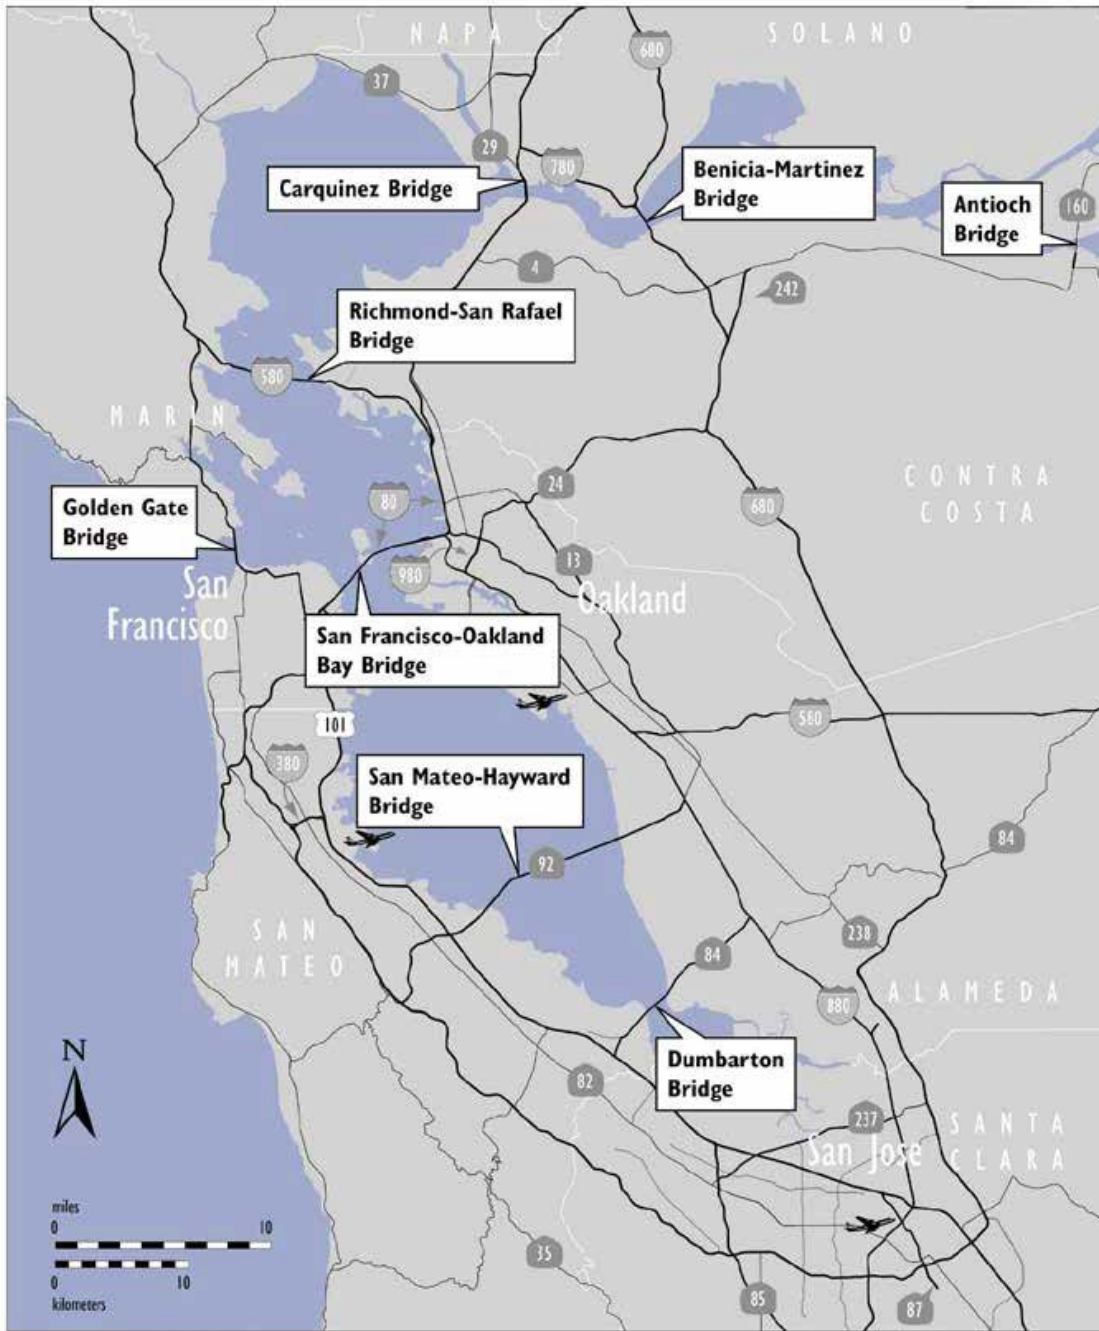 NAPA
SOLANO
680
37
29
780
Carquinez Bridge
Benicia-Martinez
Bridge
Antioch
Bridge
160
4
242
Richmond-San Rafael
Bridge
580
MARIN
24
80
680
CONTRA
COSTA
Golden Gate
Bridge
13
980
San
Francisco
Oakland
San Francisco-Oakland
Bay Bridge
101
580
380
San Mateo-Hayward
Bridge
92
84
SAN
MATEO
238
84
880
ALAMEDA
N
Dumbarton
Bridge
82
237
SANTA
CLARA
San Jose
miles
0 10
0 10
kilometers
35
85
87